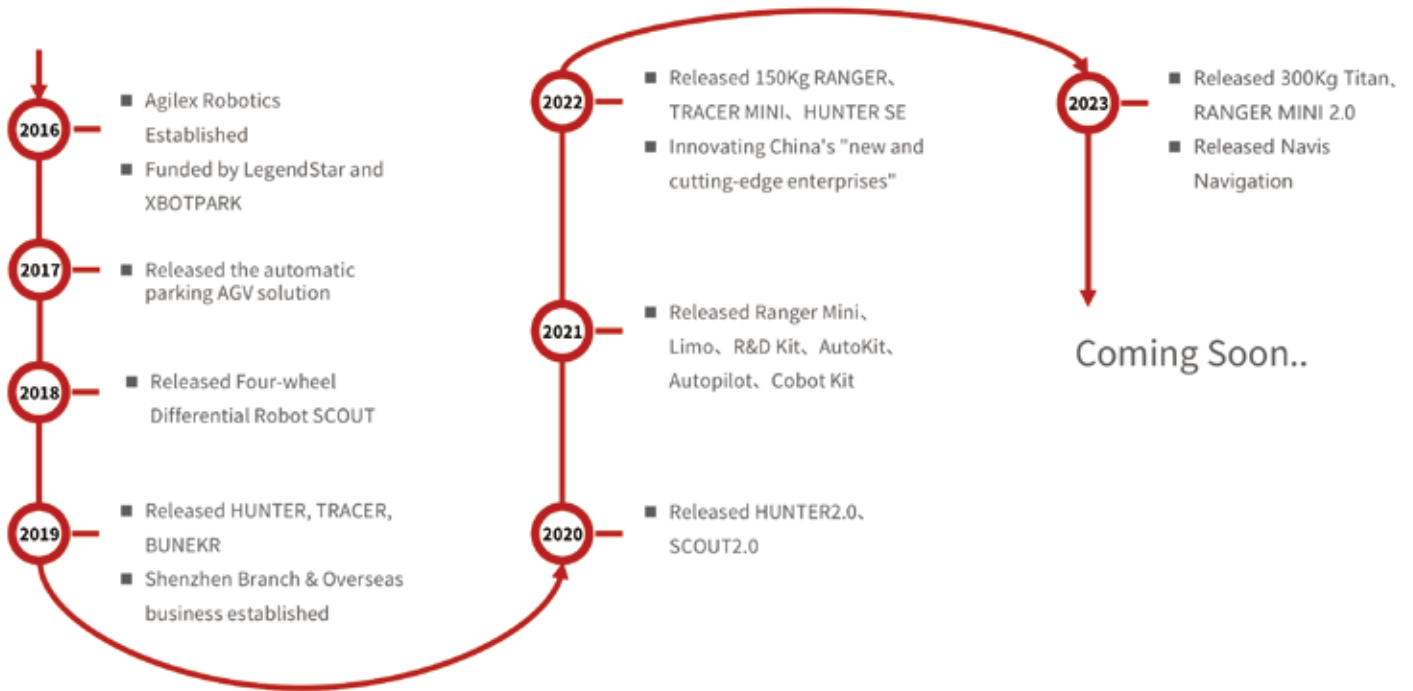 2016
■ Agilex Robotics
Established
■ Funded by LegendStar and
XBOTPARK
2017
■ Released the automatic
parking AGV solution
2018
■ Released Four-wheel
Differential Robot SCOUT
2019
■ Released HUNTER, TRACER,
BUNEKR
■ Shenzhen Branch & Overseas
business established
2020
■ Released HUNTER2.0、
SCOUT2.0
2021
■ Released Ranger Mini、
Limo、R&D Kit、AutoKit、
Autopilot、Cobot Kit
2022
■ Released 150Kg RANGER、
TRACER MINI、HUNTER SE
■ Innovating China's "new and
cutting-edge enterprises"
2023
■ Released 300Kg Titan、
RANGER MINI 2.0
■ Released Navis
Navigation
Coming Soon..